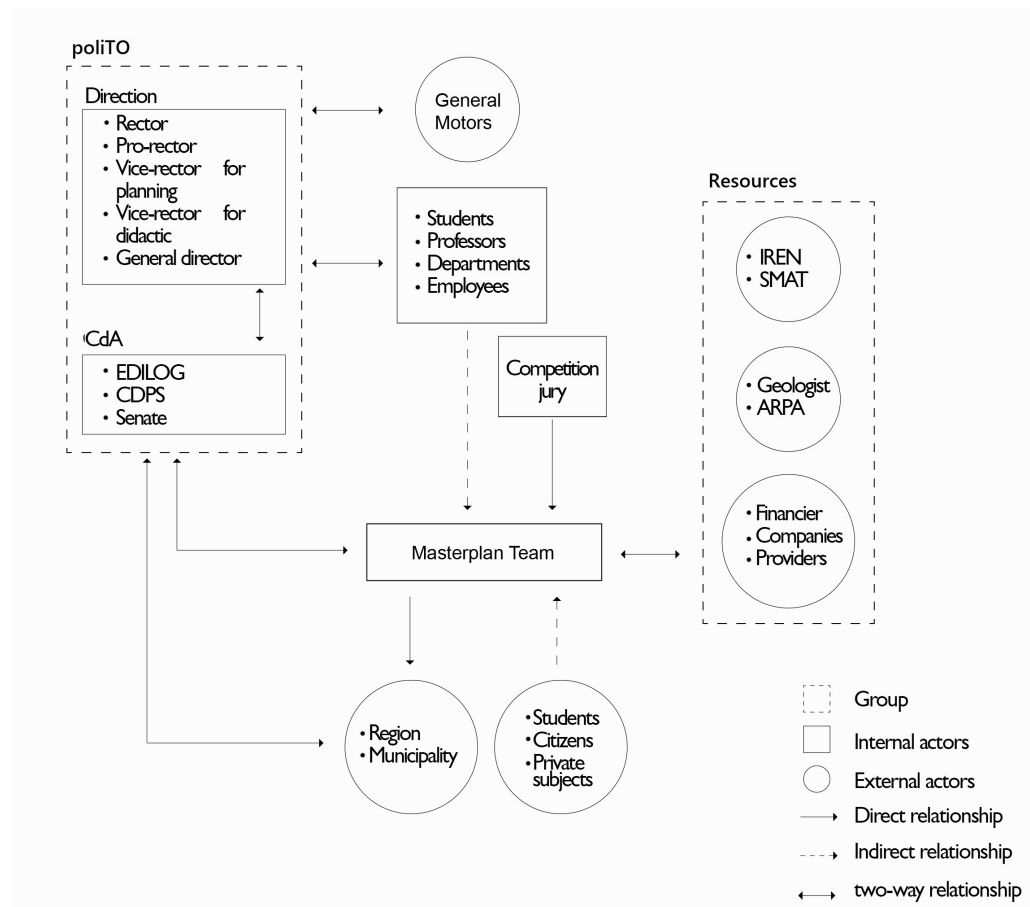 poliTO
Direction
• Rector
• Pro-rector
• Vice-rector for
planning
• Vice-rector for
didactic
• General director
CdA
• EDILOG
• CDPS
• Senate
General
Motors
• Students
• Professors
• Departments
• Employees
Competition
jury
Masterplan Team
• Region
• Municipality
• Students
• Citizens
• Private
subjects
Resources
• IREN
• SMAT
• Geologist
• ARPA
• Financier
• Companies
• Providers
Group
Internal actors
External actors
Direct relationship
Indirect relationship
two-way relationship